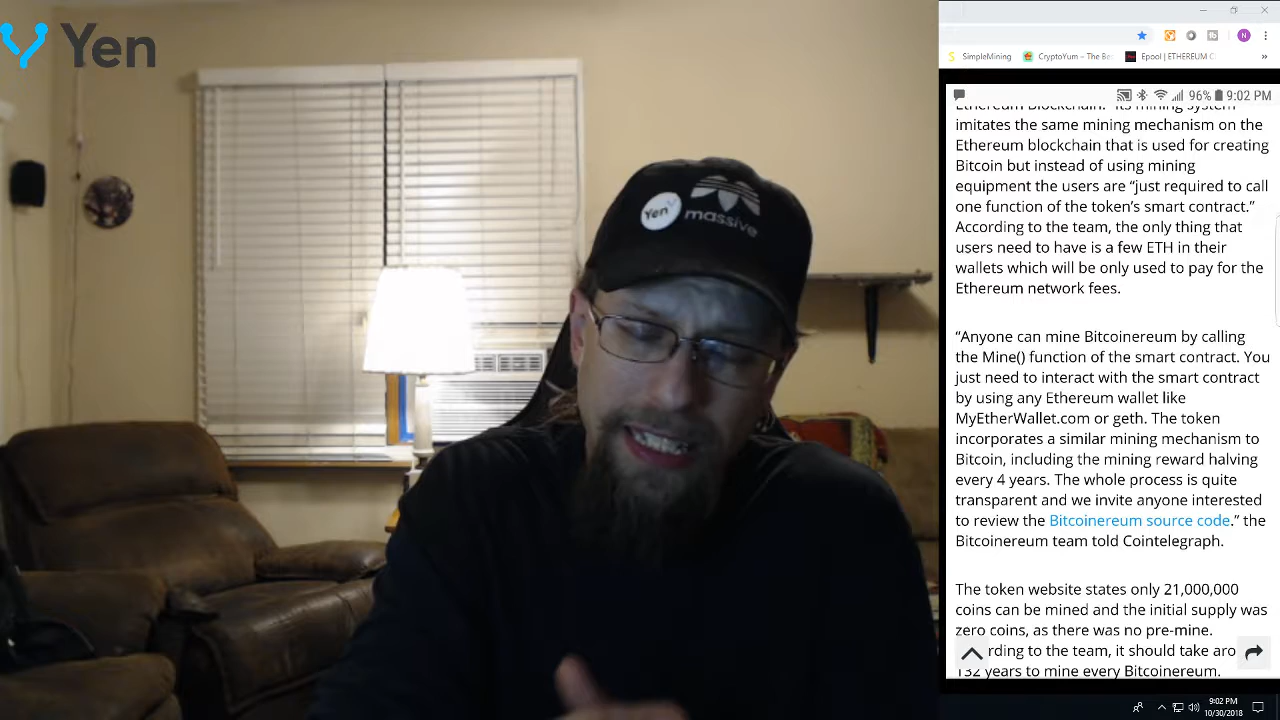 Yen
Yen
massive
SimpleMining
CryptoYum – The Be
Epool | ETHEREUM C
»
96% 9:02 PM
Ethereum Blockchain. “Its mining system
imitates the same mining mechanism on the
Ethereum blockchain that is used for creating
Bitcoin but instead of using mining
equipment the users are “just required to call
one function of the token’s smart contract.”
According to the team, the only thing that
users need to have is a few ETH in their
wallets which will be only used to pay for the
Ethereum network fees.
“Anyone can mine Bitcoinereum by calling
the Mine() function of the smart contract. You
just need to interact with the smart contract
by using any Ethereum wallet like
MyEtherWallet.com or geth. The token
incorporates a similar mining mechanism to
Bitcoin, including the mining reward halving
every 4 years. The whole process is quite
transparent and we invite anyone interested
to review the Bitcoinereum source code.” the
Bitcoinereum team told Cointelegraph.
The token website states only 21,000,000
coins can be mined and the initial supply was
zero coins, as there was no pre-mine.
rding to the team, it should take aro
132 years to mine every Bitcoinereum.
9:02 PM
10/30/2018